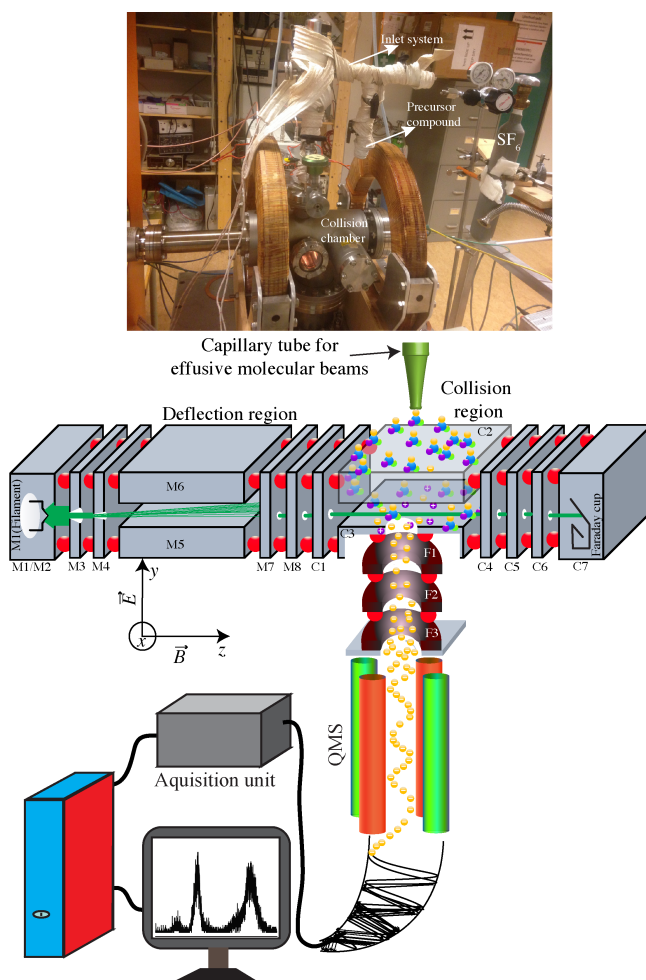 Inlet system
Precursor
compound
SF6
Collision
chamber
Capillary tube for
effusive molecular beams
Deflection region
Collision
region
C2
M6
M1(Filament)
C3
Faraday cup
M5
F1
M1/M2 M3 M4 M7 M8 C1 C4 C5 C6 C7
y
E
F2
x
B
z
F3
QMS
Aquisition unit